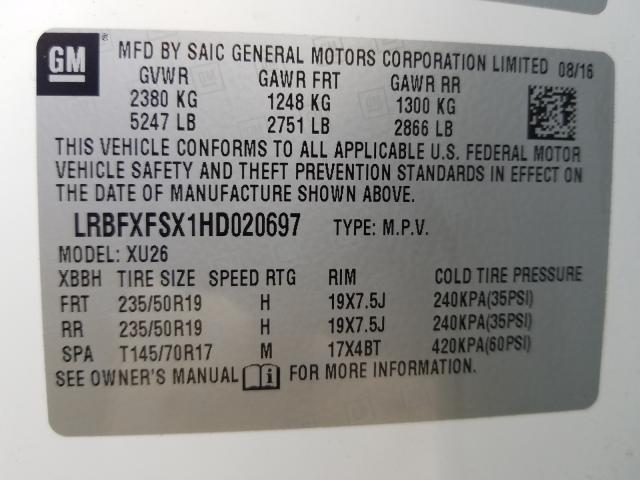 GM MFD BY SAIC GENERAL MOTORS CORPORATION LIMITED 08/16
GVWR GAWR FRT GAWR RR
2380 KG 1248 KG 1300 KG
5247 LB 2751 LB 2866 LB
THIS VEHICLE CONFORMS TO ALL APPLICABLE U.S. FEDERAL MOTOR
VEHICLE SAFETY AND THEFT PREVENTION STANDARDS IN EFFECT ON
THE DATE OF MANUFACTURE SHOWN ABOVE.
LRBFXFSX1HD020697 TYPE: M.P.V.
MODEL: XU26
XBBH TIRE SIZE SPEED RTG RIM COLD TIRE PRESSURE
FRT 235/50R19 H 19X7.5J 240KPA(35PSI)
RR 235/50R19 H 19X7.5J 240KPA(35PSI)
SPA T145/70R17 M 17X4BT 420KPA(60PSI)
SEE OWNER'S MANUAL i FOR MORE INFORMATION.